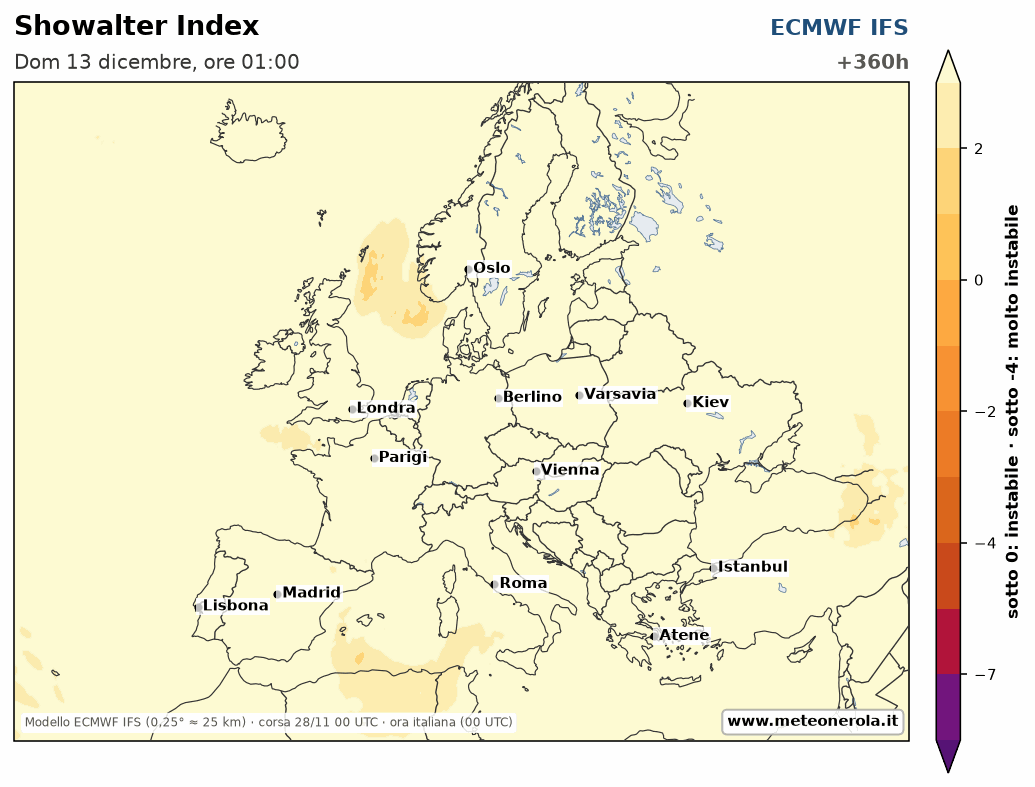 Showalter Index
ECMWF IFS
Dom 13 dicembre, ore 01:00
+360h
Oslo
Berlino
Varsavia
Kiev
Londra
Parigi
Vienna
Istanbul
Roma
Madrid
Lisbona
Atene
2
0
−2
−4
−7
sotto 0: instabile · sotto -4: molto instabile
Modello ECMWF IFS (0,25° ≈ 25 km) · corsa 28/11 00 UTC · ora italiana (00 UTC)
www.meteonerola.it